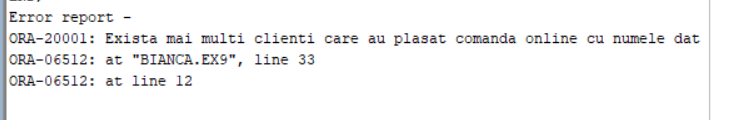 Error report -
ORA-20001: Exista mai multi clienti care au plasat comanda online cu numele dat
ORA-06512: at "BIANCA.EX9", line 33
ORA-06512: at line 12